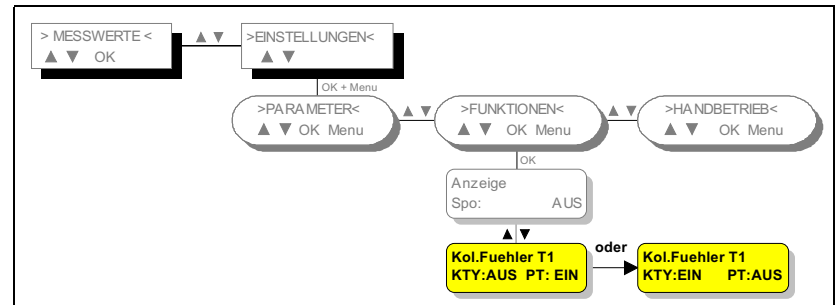 > MESSWERTE <
▲ ▼ OK
▲ ▼
>EINSTELLUNGEN<
▲ ▼
OK + Menu
>PARAMETER<
▲ ▼ OK Menu
▲ ▼
>FUNKTIONEN<
▲ ▼ OK Menu
▲ ▼
>HANDBETRIEB<
▲ ▼ OK Menu
OK
Anzeige
Spo: AUS
▲ ▼
Kol.Fuehler T1
KTY:AUS PT: EIN
oder
Kol.Fuehler T1
KTY:EIN PT:AUS